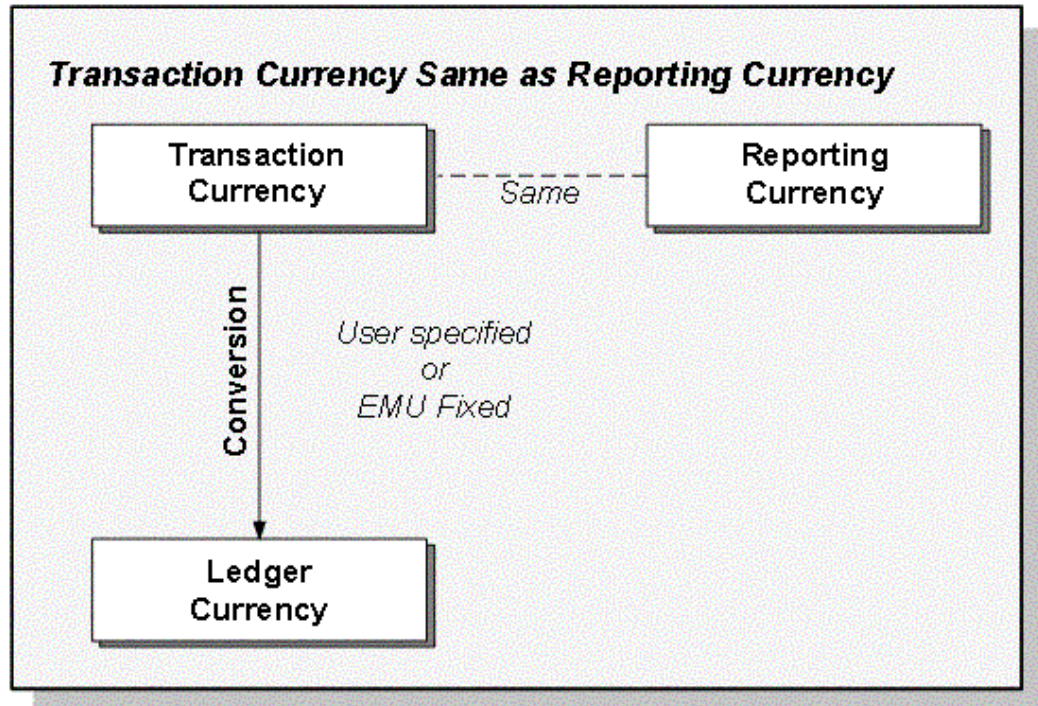 Transaction Currency Same as Reporting Currency
Transaction
Currency
Same
Reporting
Currency
Conversion
User specified
or
EMU Fixed
Ledger
Currency